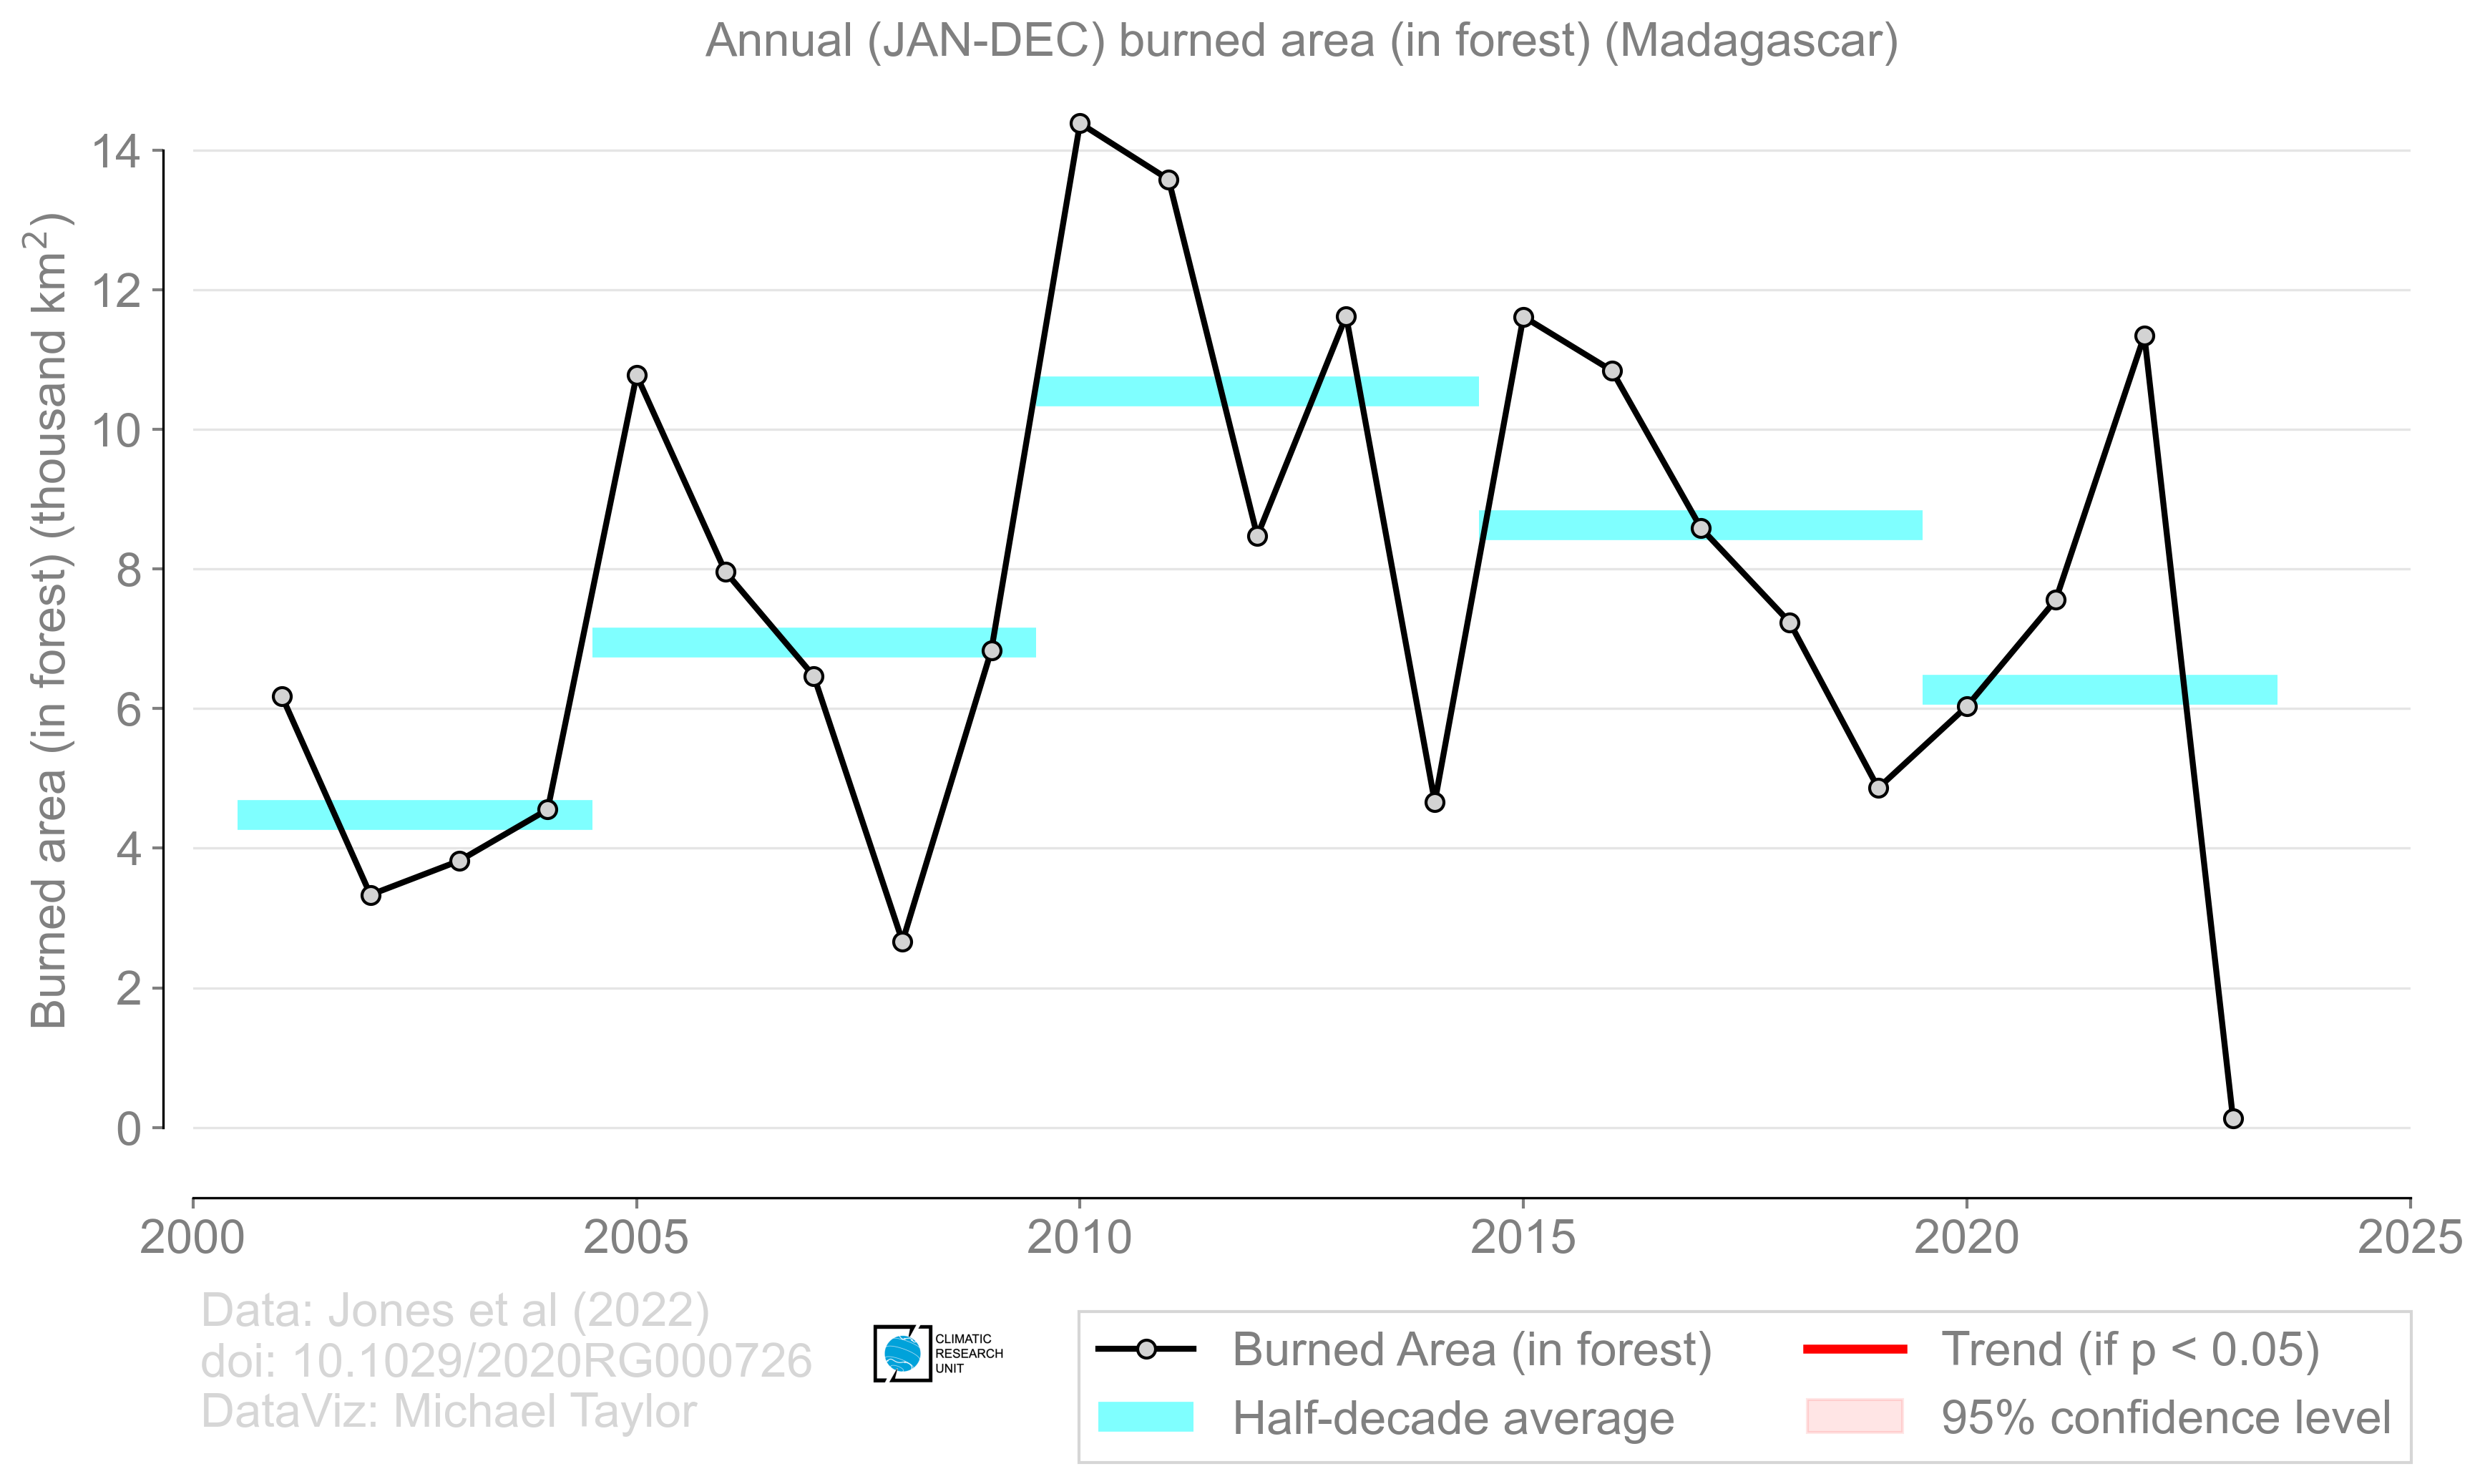 Annual (JAN-DEC) burned area (in forest) (Madagascar)
Burned area (in forest) (thousand km²)
14
12
10
8
6
4
2
0
2000 2005 2010 2015 2020 2025
Data: Jones et al (2022)
doi: 10.1029/2020RG000726
DataViz: Michael Taylor
CLIMATIC
RESEARCH
UNIT
Burned Area (in forest)
Half-decade average
Trend (if p < 0.05)
95% confidence level